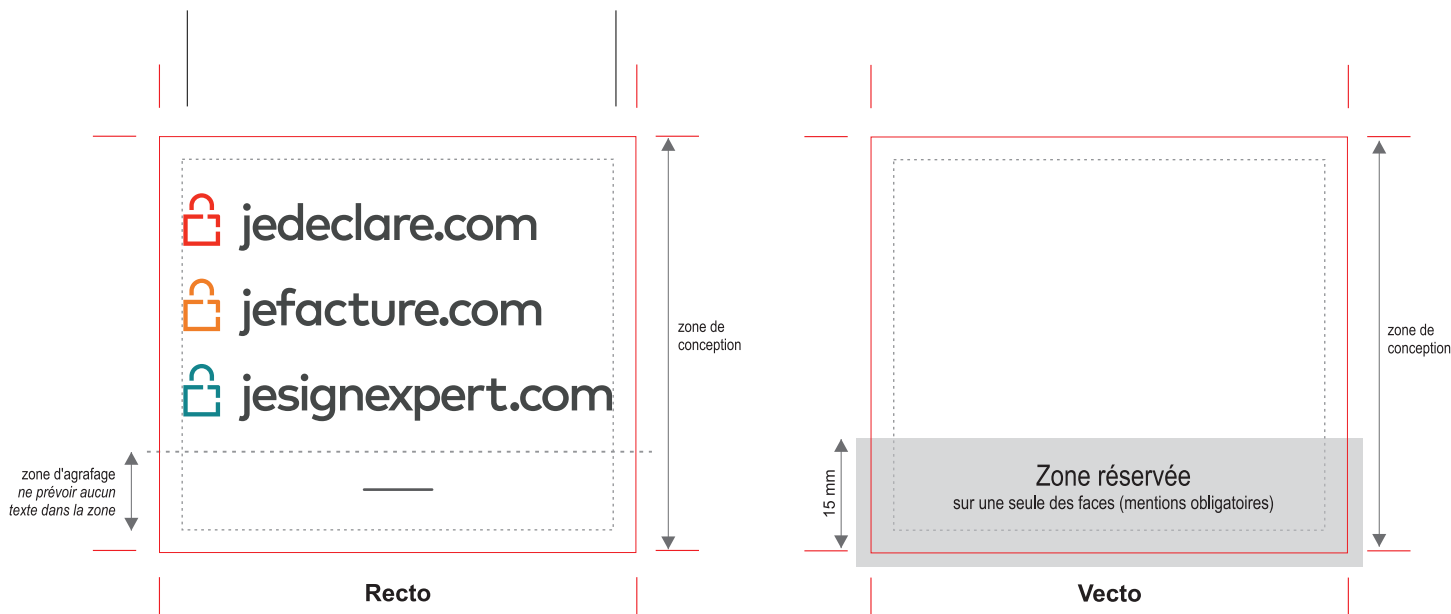 jedeclare.com
jefacture.com
jesignexpert.com
zone de
conception
zone d'agrafage
ne prévoir aucun
texte dans la zone
Recto
zone de
conception
15 mm
Zone réservée
sur une seule des faces (mentions obligatoires)
Vecto